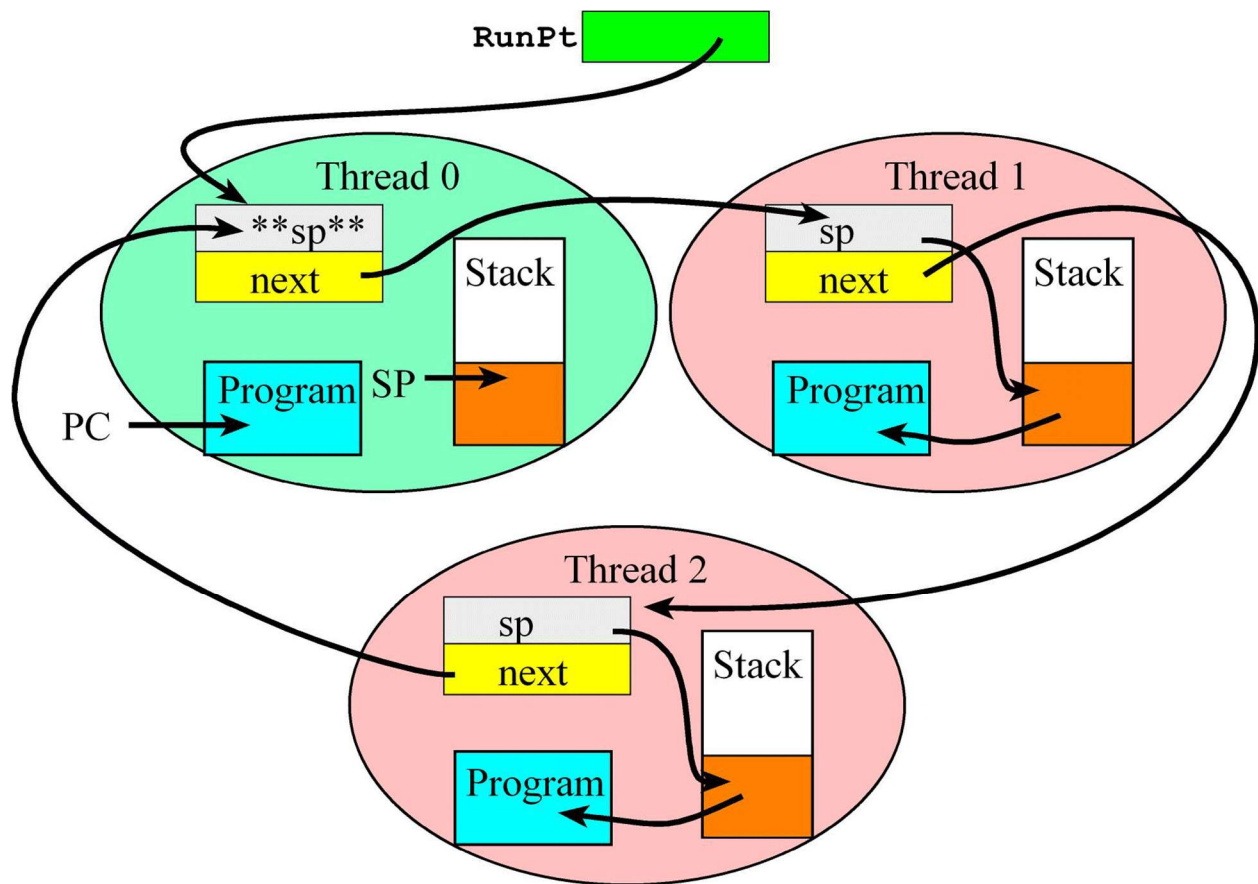 RunPt
Thread 0
**sp**
next
Stack
Program
SP
PC
Thread 1
sp
next
Stack
Program
Thread 2
sp
next
Stack
Program